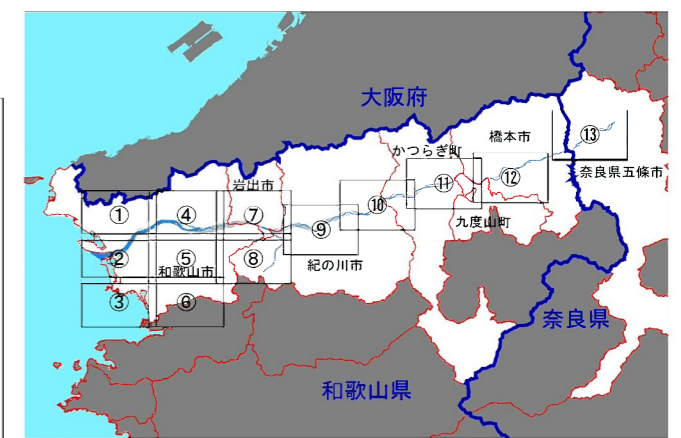 大阪府
橋本市
⑬
かつらぎ町
奈良県五條市
岩出市
⑫
⑪
⑩
①
④
⑦
九度山町
⑨
②
⑤
⑧
和歌山市
紀の川市
③
⑥
奈良県
和歌山県